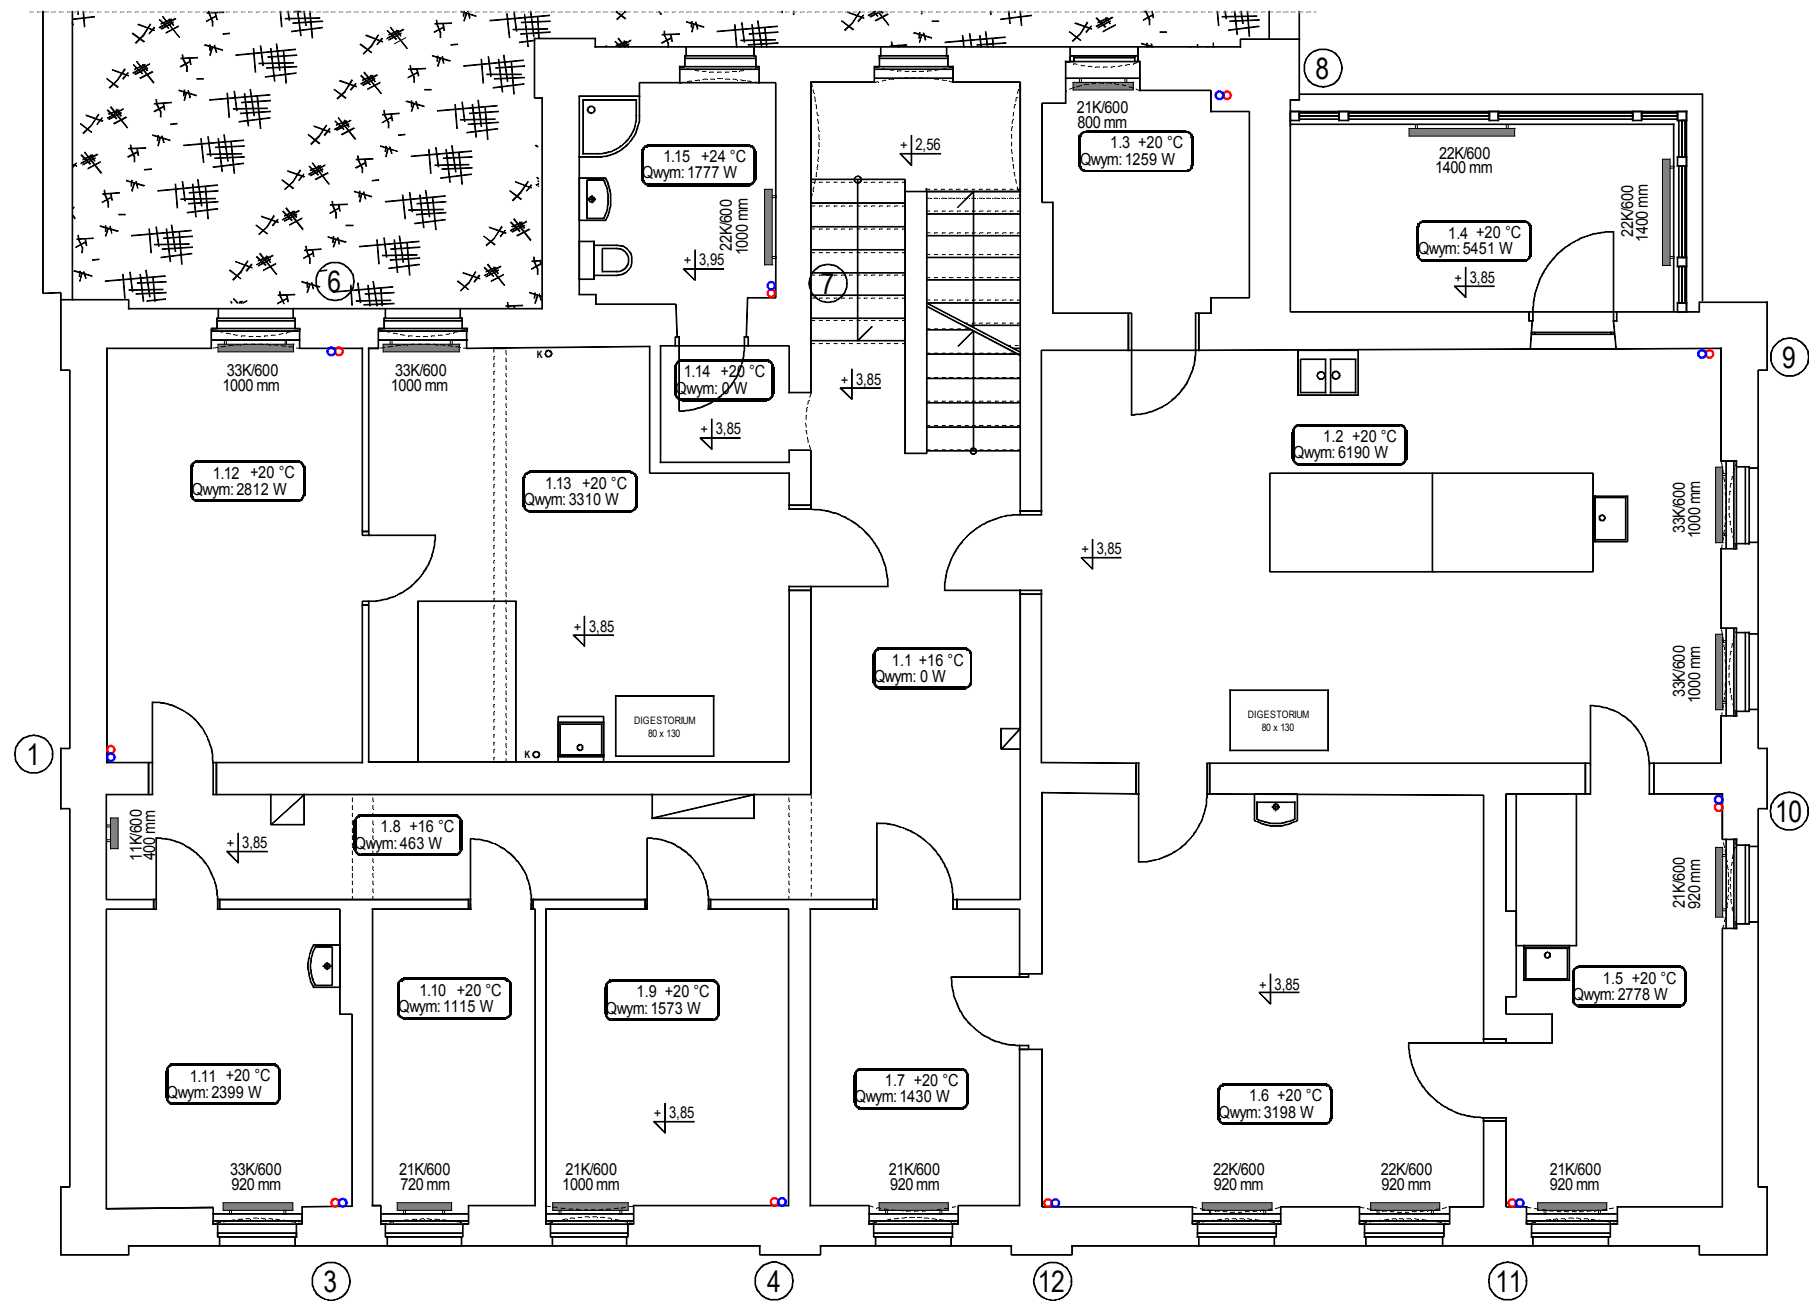 8
21K/600
800 mm
1.3 +20 °C
Qwym: 1259 W
+ 2,56
1.15 +24 °C
Qwym: 1777 W
22K/600
1400 mm
22K/600
1400 mm
22K/600
1000 mm
1.4 +20 °C
Qwym: 5451 W
+ 3,95
+ 3,85
6
7
33K/600
1000 mm
33K/600
1000 mm
K
1.14 +20 °C
Qwym: 0 W
+ 3,85
9
+ 3,85
1.2 +20 °C
Qwym: 6190 W
1.12 +20 °C
Qwym: 2812 W
1.13 +20 °C
Qwym: 3310 W
33K/600
1000 mm
+ 3,85
+ 3,85
1.1 +16 °C
Qwym: 0 W
33K/600
1000 mm
DIGESTORIUM
80 x 130
DIGESTORIUM
80 x 130
K
1
10
11K/600
400 mm
+ 3,85
1.8 +16 °C
Qwym: 463 W
21K/600
920 mm
1.10 +20 °C
Qwym: 1115 W
1.9 +20 °C
Qwym: 1573 W
+ 3,85
1.5 +20 °C
Qwym: 2778 W
1.11 +20 °C
Qwym: 2399 W
+ 3,85
1.7 +20 °C
Qwym: 1430 W
1.6 +20 °C
Qwym: 3198 W
33K/600
920 mm
21K/600
720 mm
21K/600
1000 mm
21K/600
920 mm
22K/600
920 mm
22K/600
920 mm
21K/600
920 mm
3
4
12
11